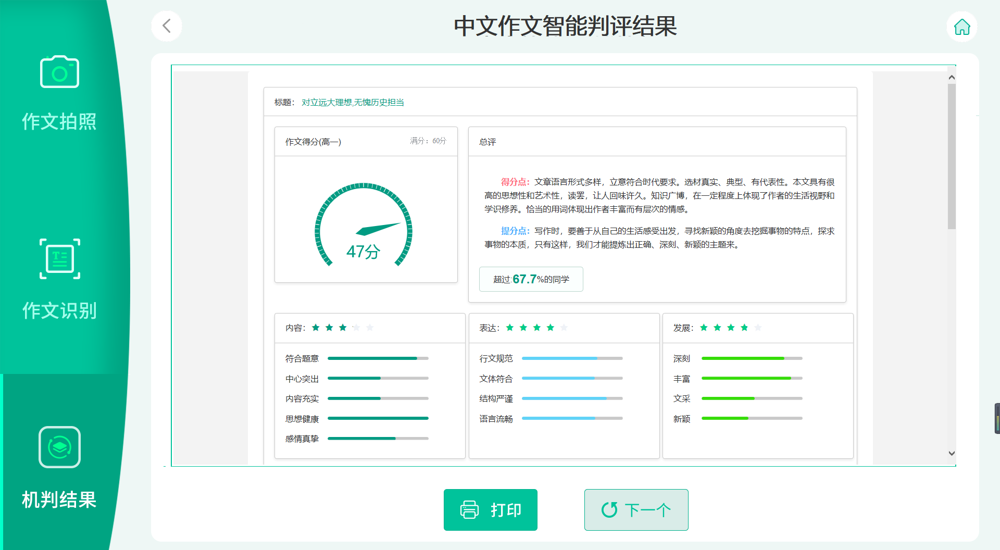 中文作文智能判评结果
作文拍照
作文识别
机判结果
标题： 对立远大理想,无愧历史担当
作文得分(高一) 满分：60分
47分
总评
得分点：文章语言形式多样，立意符合时代要求。选材真实、典型、有代表性。本文具有很
高的思想性和艺术性，读罢，让人回味许久。知识广博，在一定程度上体现了作者的生活视野和
学识修养。恰当的用词体现出作者丰富而有层次的情感。
提分点：写作时，要善于从自己的生活感受出发，寻找新颖的角度去挖掘事物的特点，探求
事物的本质，只有这样，我们才能提炼出正确、深刻、新颖的主题来。
超过:67.7%的同学
内容：
符合题意
中心突出
内容充实
思想健康
感情真挚
表达：
行文规范
文体符合
结构严谨
语言流畅
发展：
深刻
丰富
文采
新颖
打印
下一个